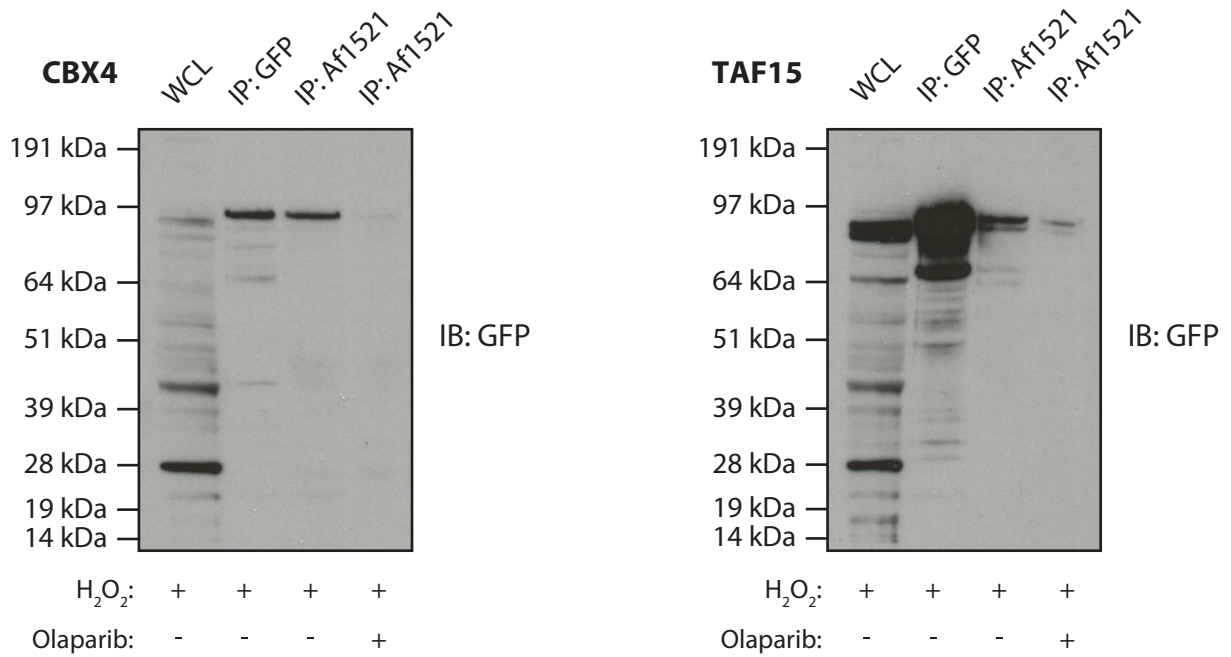 CBX4
WCL
IP: GFP
IP: Af1521
IP: Af1521
191 kDa
97 kDa
64 kDa
51 kDa
39 kDa
28 kDa
19 kDa
14 kDa
IB: GFP
H₂O₂: + + + +
Olaparib: - - - +
TAF15
WCL
IP: GFP
IP: Af1521
IP: Af1521
191 kDa
97 kDa
64 kDa
51 kDa
39 kDa
28 kDa
19 kDa
14 kDa
IB: GFP
H₂O₂: + + + +
Olaparib: - - - +